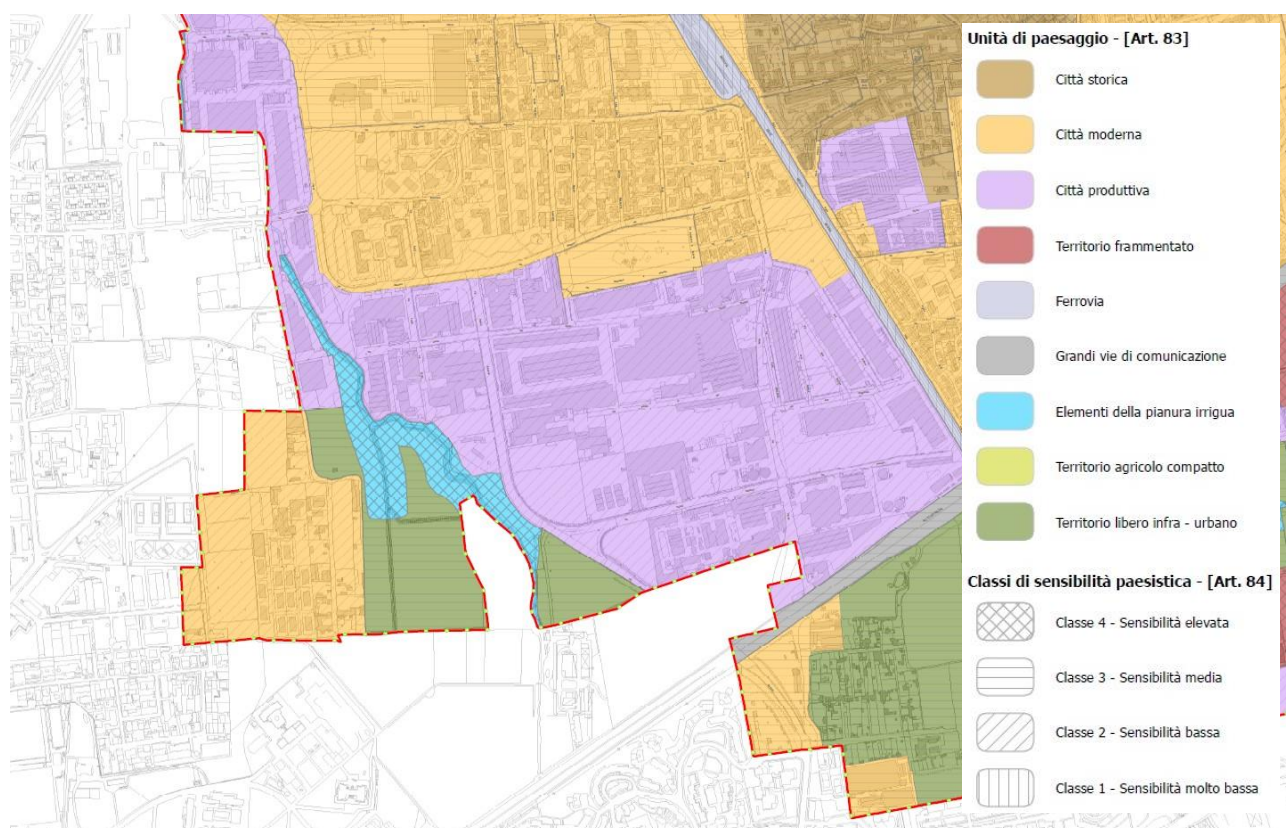 Unità di paesaggio - [Art. 83]
Città storica
Città moderna
Città produttiva
Territorio frammentato
Ferrovia
Grandi vie di comunicazione
Elementi della pianura irrigua
Territorio agricolo compatto
Territorio libero infra - urbano
Classi di sensibilità paesistica - [Art. 84]
Classe 4 - Sensibilità elevata
Classe 3 - Sensibilità media
Classe 2 - Sensibilità bassa
Classe 1 - Sensibilità molto bassa